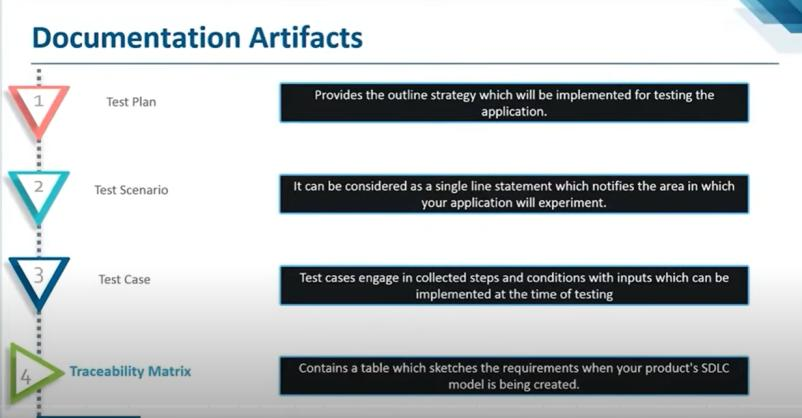 Documentation Artifacts
1
Test Plan
Provides the outline strategy which will be implemented for testing the
application.
2
Test Scenario
It can be considered as a single line statement which notifies the area in which
your application will experiment.
3
Test Case
Test cases engage in collected steps and conditions with inputs which can be
implemented at the time of testing
4
Traceability Matrix
Contains a table which sketches the requirements when your product's SDLC
model is being created.